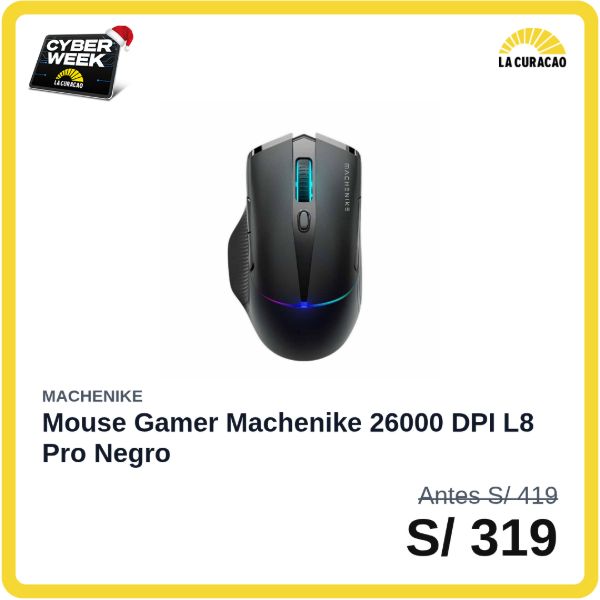 CYBER
WEEK
LA CURACAO
LA CURACAO
MACHENIKE
MACHENIKE
Mouse Gamer Machenike 26000 DPI L8
Pro Negro
Antes S/ 419
S/ 319